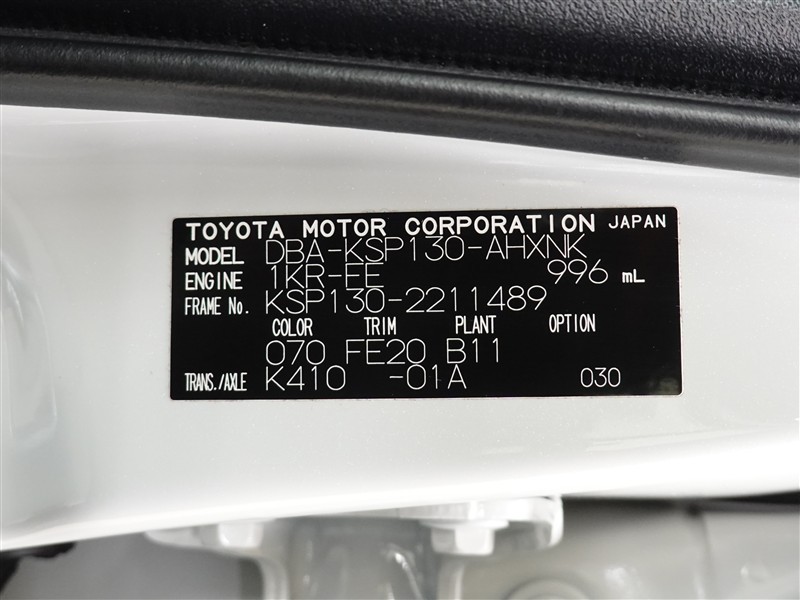 TOYOTA MOTOR CORPORATION JAPAN
MODEL DBA-KSP130-AHXNK
ENGINE 1KR-FE 996 mL
FRAME No. KSP130-2211489
COLOR TRIM PLANT OPTION
070 FE20 B11
TRANS./AXLE K410 -01A 030